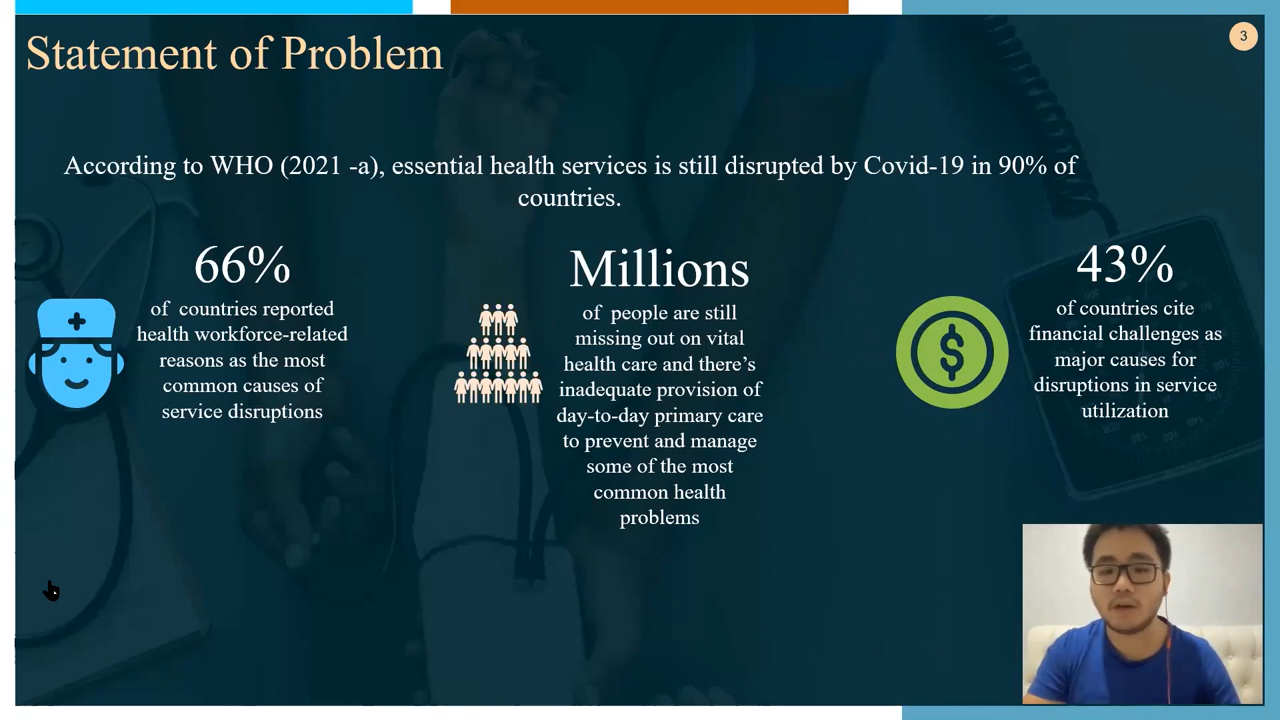 Statement of Problem
3
According to WHO (2021 -a), essential health services is still disrupted by Covid-19 in 90% of
countries.
66%
of countries reported
health workforce-related
reasons as the most
common causes of
service disruptions
Millions
of people are still
missing out on vital
health care and there’s
inadequate provision of
day-to-day primary care
to prevent and manage
some of the most
common health
problems
43%
of countries cite
financial challenges as
major causes for
disruptions in service
utilization